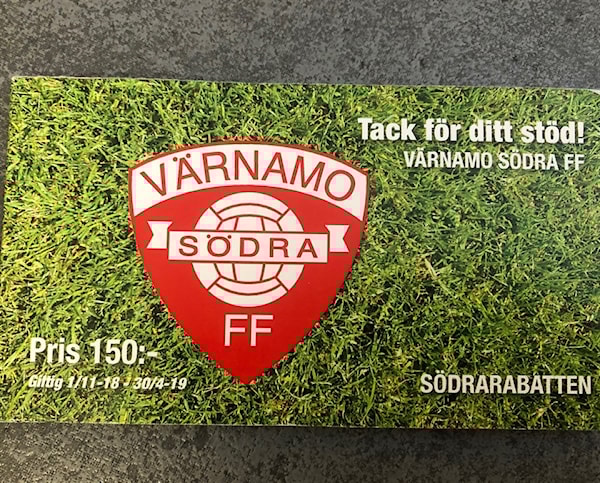 Tack för ditt stöd!
VÄRNAMO SÖDRA FF
VÄRNAMO
SÖDRA
FF
Pris 150:-
Giltig 1/11-18 - 30/4-19
SÖDRARABATTEN